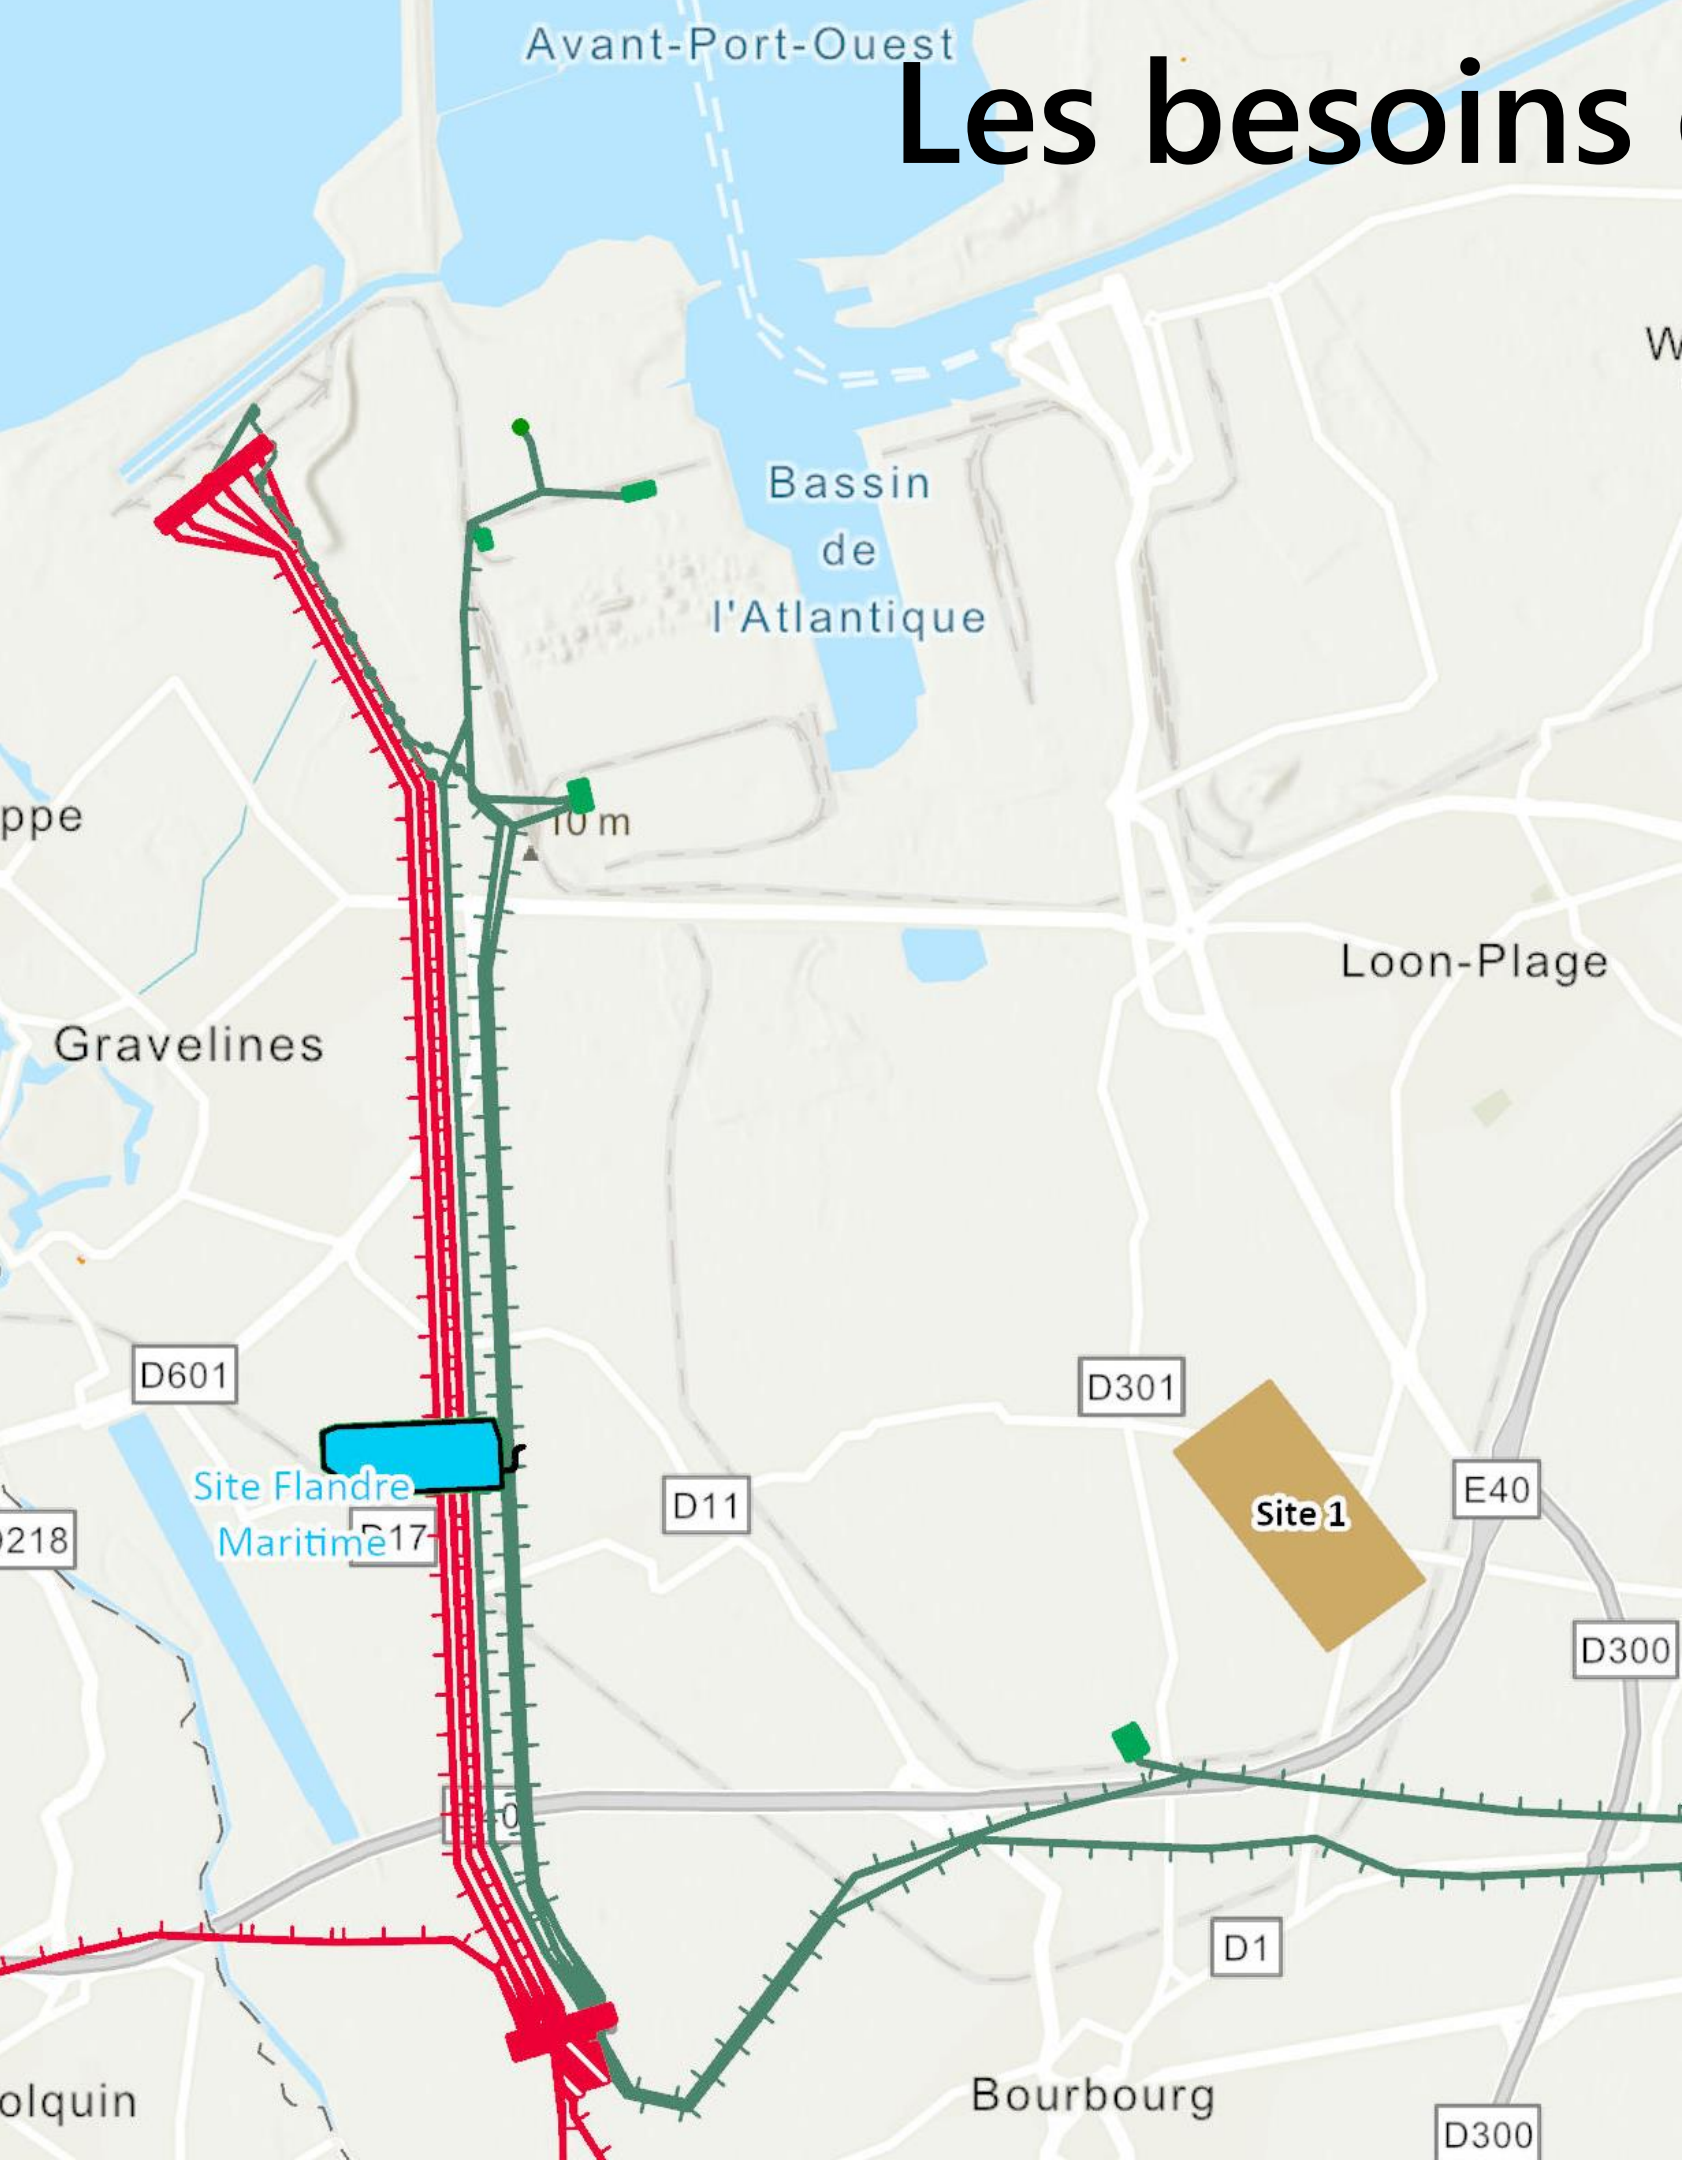 Avant-Port-Ouest
Les besoins
Bassin
de
l'Atlantique
ppe
10 m
Loon-Plage
Gravelines
D601
D301
Site Flandre
Maritime
D11
Site 1
E40
D218
D17
D300
D1
olquin
Bourbourg
D300